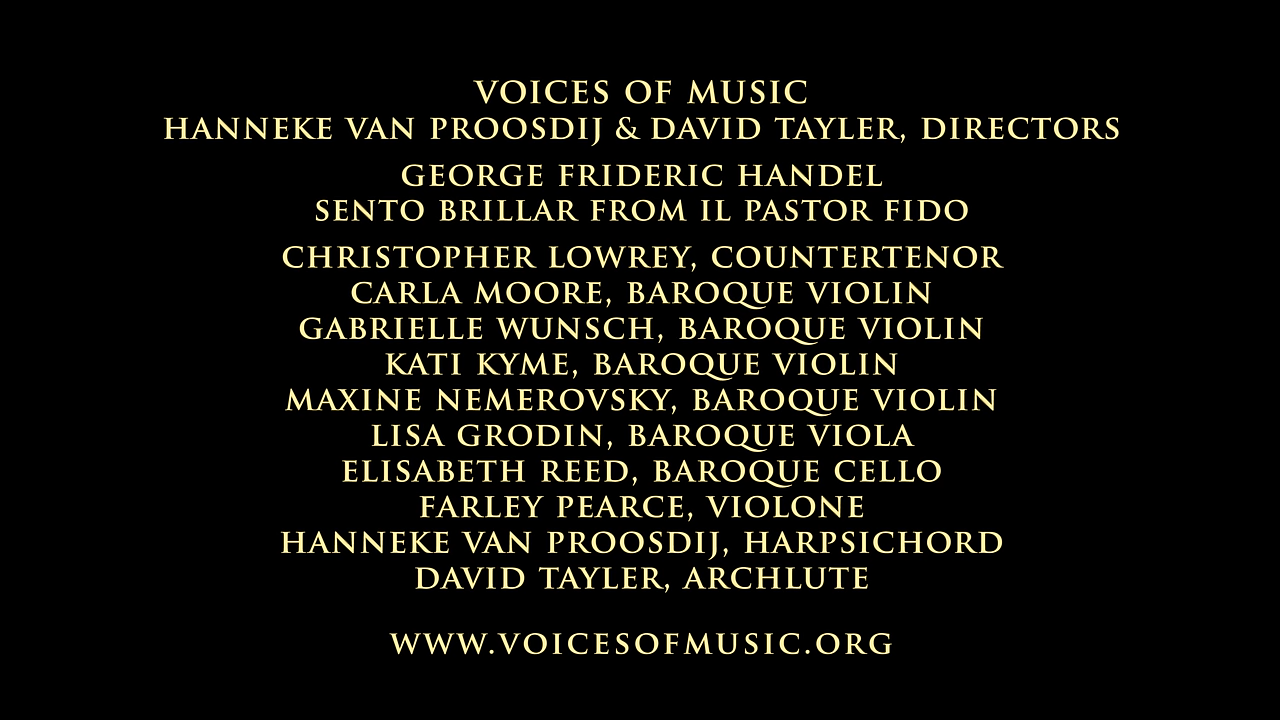 VOICES OF MUSIC
HANNEKE VAN PROOSDIJ & DAVID TAYLER, DIRECTORS
GEORGE FRIDERIC HANDEL
SENTO BRILLAR FROM IL PASTOR FIDO
CHRISTOPHER LOWREY, COUNTERTENOR
CARLA MOORE, BAROQUE VIOLIN
GABRIELLE WUNSCH, BAROQUE VIOLIN
KATI KYME, BAROQUE VIOLIN
MAXINE NEMEROVSKY, BAROQUE VIOLIN
LISA GRODIN, BAROQUE VIOLA
ELISABETH REED, BAROQUE CELLO
FARLEY PEARCE, VIOLONE
HANNEKE VAN PROOSDIJ, HARPSICHORD
DAVID TAYLER, ARCHLUTE
WWW.VOICESOFMUSIC.ORG